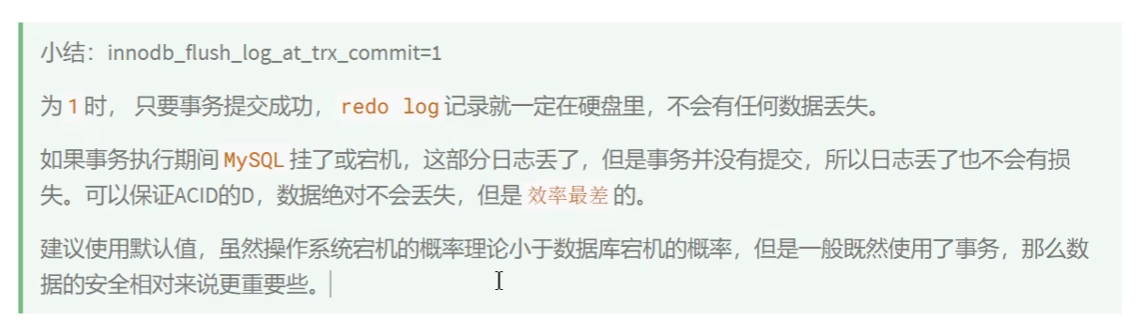 小结：innodb_flush_log_at_trx_commit=1
为 1 时， 只要事务提交成功， redo log 记录就一定在硬盘里，不会有任何数据丢失。
如果事务执行期间 MySQL 挂了或宕机，这部分日志丢了，但是事务并没有提交，所以日志丢了也不会有损
失。可以保证ACID的D，数据绝对不会丢失，但是 效率最差 的。
建议使用默认值，虽然操作系统宕机的概率理论小于数据库宕机的概率，但是一般既然使用了事务，那么数
据的安全相对来说更重要些。